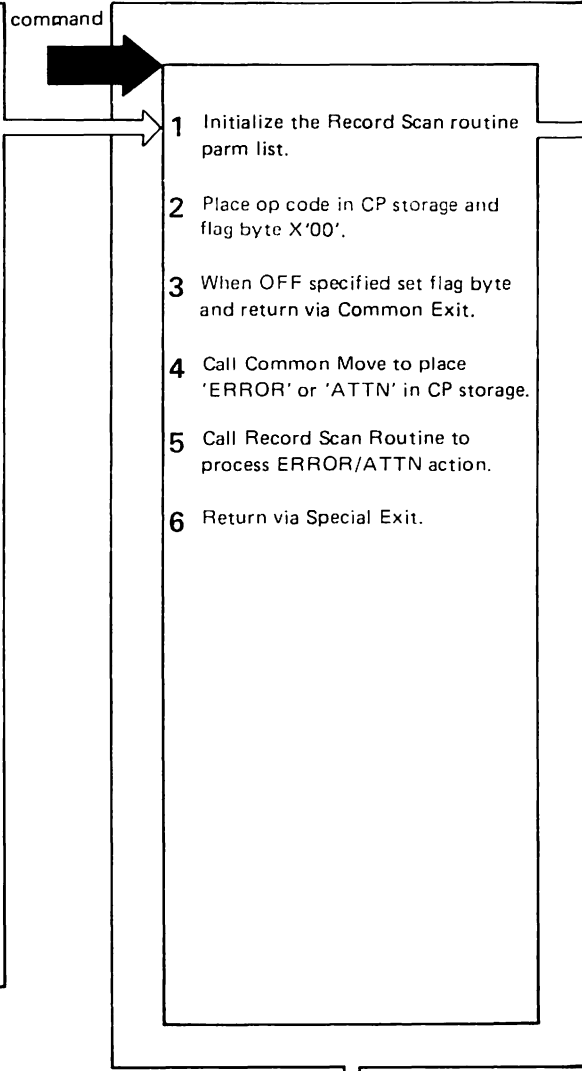 command
1 Initialize the Record Scan routine
parm list.
2 Place op code in CP storage and
flag byte X'00'.
3 When OFF specified set flag byte
and return via Common Exit.
4 Call Common Move to place
'ERROR' or 'ATTN' in CP storage.
5 Call Record Scan Routine to
process ERROR/ATTN action.
6 Return via Special Exit.